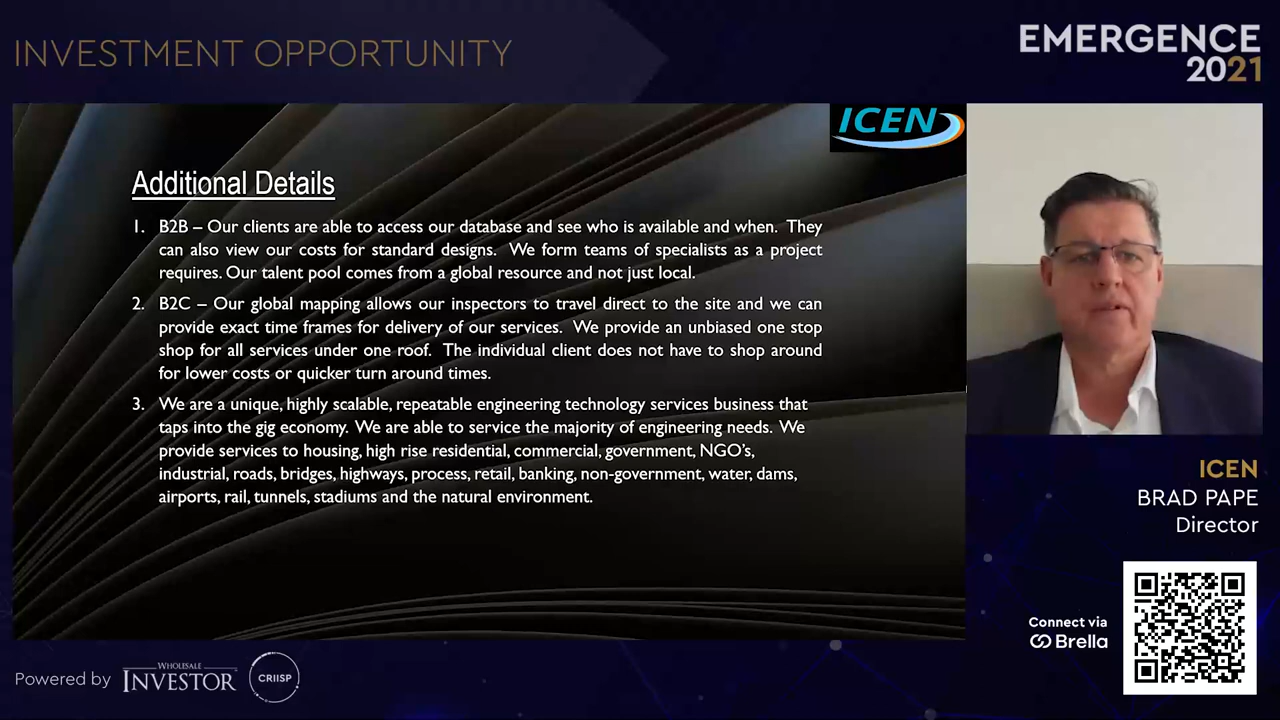 INVESTMENT OPPORTUNITY
EMERGENCE
2021
ICEN
Additional Details
1. B2B – Our clients are able to access our database and see who is available and when. They
can also view our costs for standard designs. We form teams of specialists as a project
requires. Our talent pool comes from a global resource and not just local.
2. B2C – Our global mapping allows our inspectors to travel direct to the site and we can
provide exact time frames for delivery of our services. We provide an unbiased one stop
shop for all services under one roof. The individual client does not have to shop around
for lower costs or quicker turn around times.
3. We are a unique, highly scalable, repeatable engineering technology services business that
taps into the gig economy. We are able to service the majority of engineering needs. We
provide services to housing, high rise residential, commercial, government, NGO's,
industrial, roads, bridges, highways, process, retail, banking, non-government, water, dams,
airports, rail, tunnels, stadiums and the natural environment.
ICEN
BRAD PAPE
Director
Connect via
Brella
Powered by
WHOLESALE
INVESTOR
CRIISP